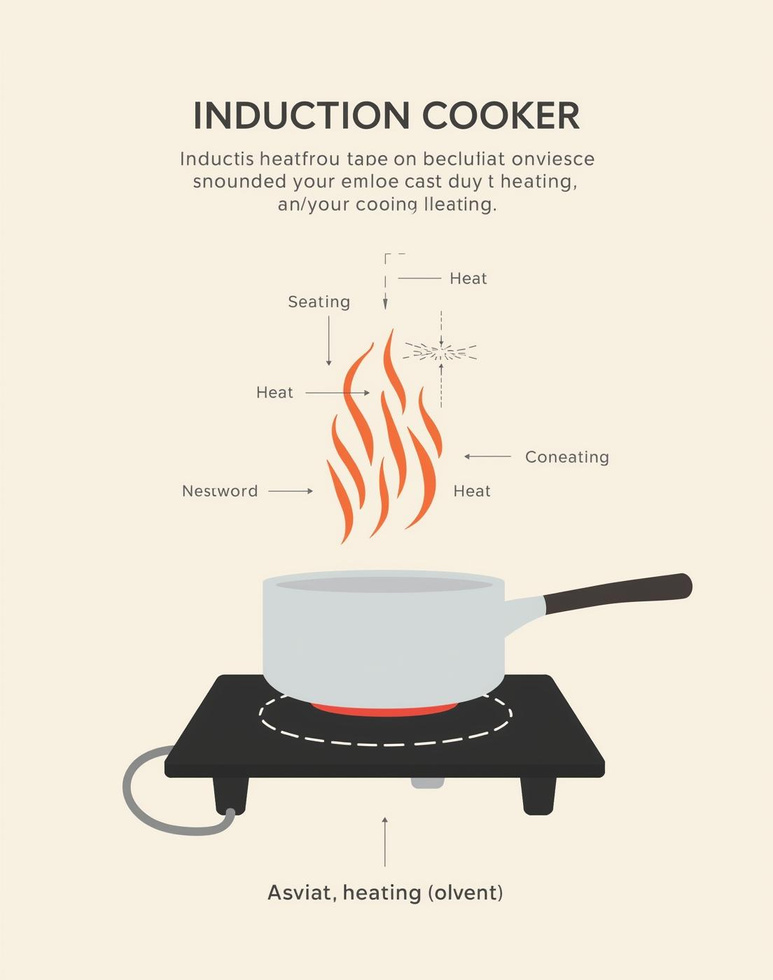 INDUCTION COOKER
Inductis heatfrou tape on becluſiat onviesce
snounded your emloe cast duy t heating,
an/your cooing lleating.
Heat
Seating
Heat
Coneating
Nestword
Heat
Asviat, heating (olvent)